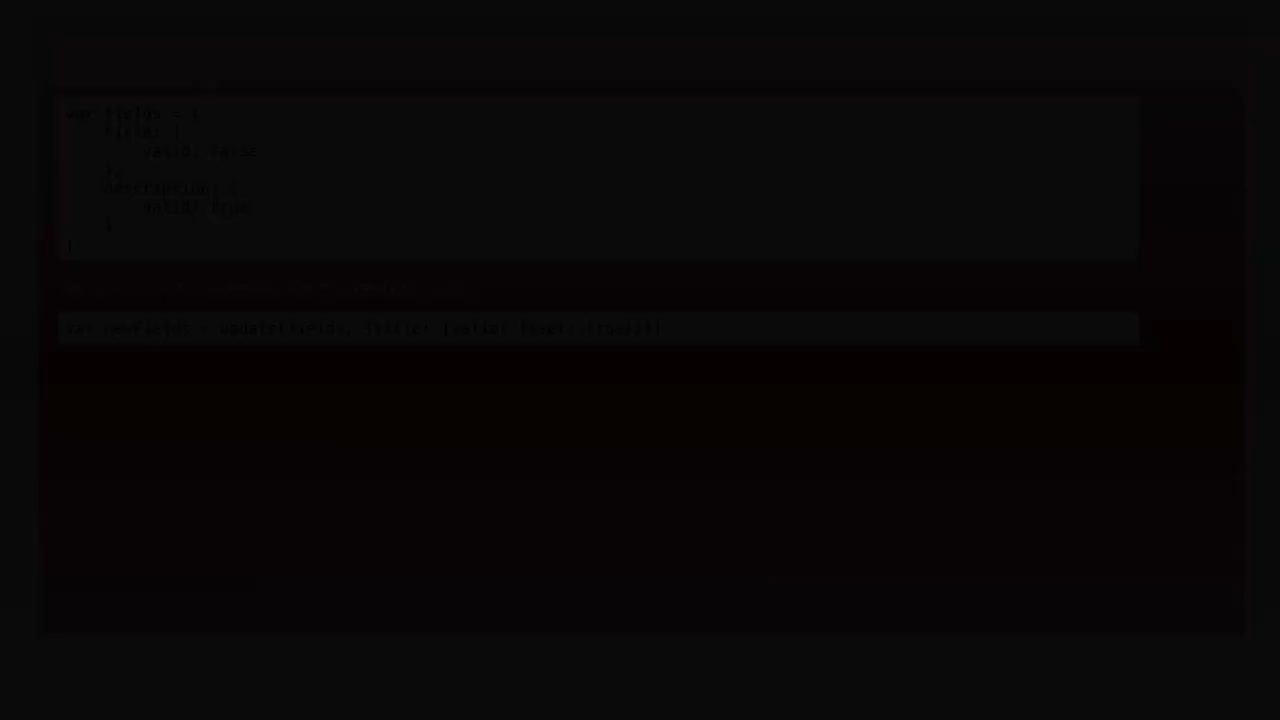 var fields = {
    title: {
        valid: false
    },
    description: {
        valid: true
    }
}
var newFields = update(fields, {title: {valid: {$set: {true}}}}